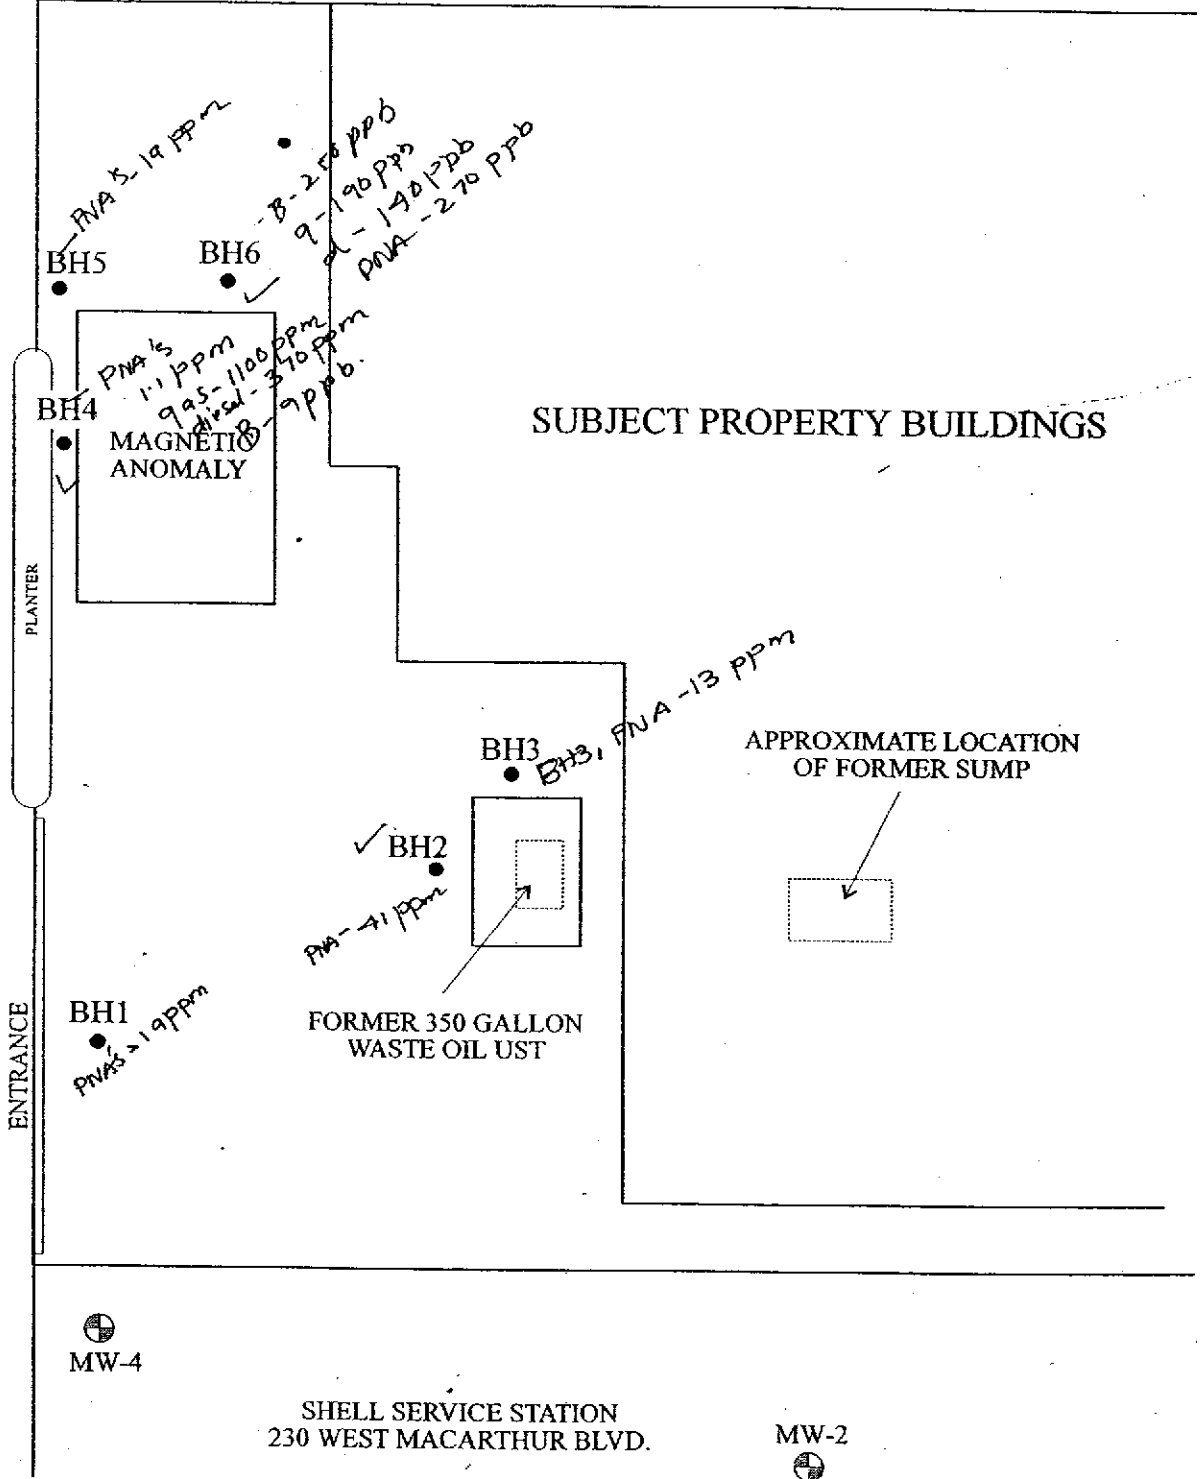 PNA's - 19 ppm
B - 250 ppb
g - 190 ppb
d - 140 ppb
PNA - 270 ppb
BH5
BH6
PNA's
1.1 ppm
gas - 1100 ppm
diesel - 370 ppm
B - 9 ppb.
BH4
MAGNETIC
ANOMALY
SUBJECT PROPERTY BUILDINGS
PLANTER
BH3, PNA - 13 ppm
BH3
APPROXIMATE LOCATION
OF FORMER SUMP
BH2
PNA - 41 ppm
BH1
PNA's - 19 ppm
FORMER 350 GALLON
WASTE OIL UST
ENTRANCE
MW-4
SHELL SERVICE STATION
230 WEST MACARTHUR BLVD.
MW-2